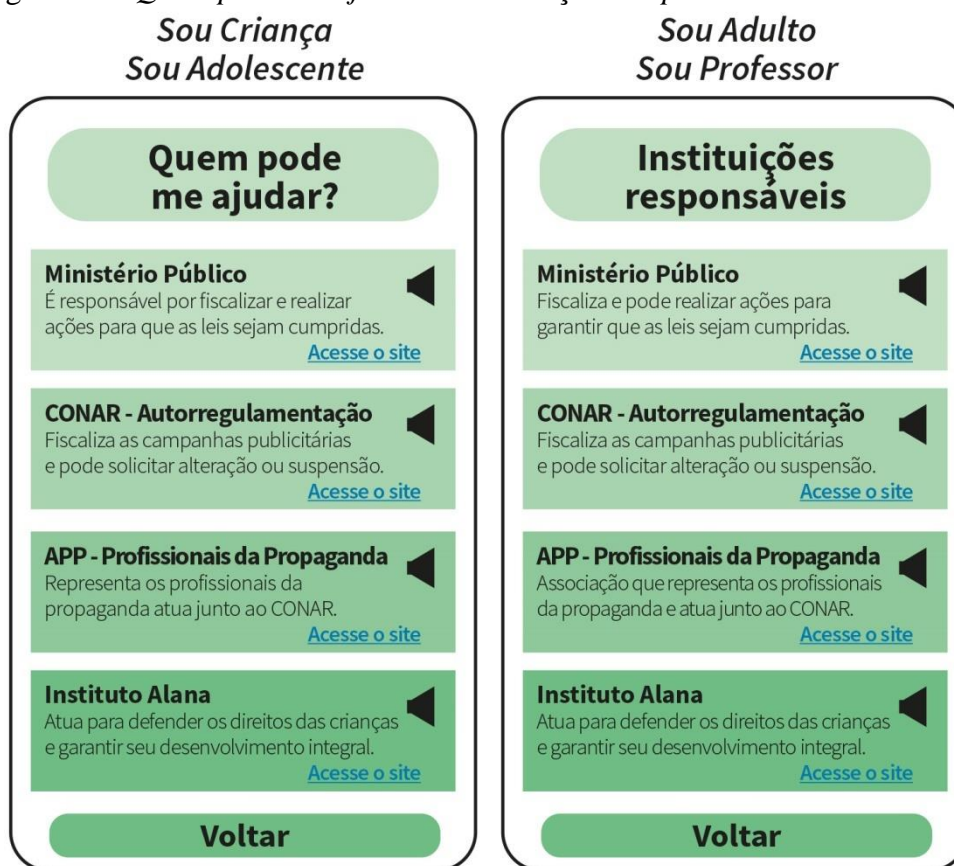 Sou Criança
Sou Adolescente
Quem pode
me ajudar?
Ministério Público
É responsável por fiscalizar e realizar
ações para que as leis sejam cumpridas.
Acesse o site
CONAR - Autorregulamentação
Fiscaliza as campanhas publicitárias
e pode solicitar alteração ou suspensão.
Acesse o site
APP - Profissionais da Propaganda
Representa os profissionais da
propaganda atua junto ao CONAR.
Acesse o site
Instituto Alana
Atua para defender os direitos das crianças
e garantir seu desenvolvimento integral.
Acesse o site
Voltar
Sou Adulto
Sou Professor
Instituições
responsáveis
Ministério Público
Fiscaliza e pode realizar ações para
garantir que as leis sejam cumpridas.
Acesse o site
CONAR - Autorregulamentação
Fiscaliza as campanhas publicitárias
e pode solicitar alteração ou suspensão.
Acesse o site
APP - Profissionais da Propaganda
Associação que representa os profissionais
da propaganda e atua junto ao CONAR.
Acesse o site
Instituto Alana
Atua para defender os direitos das crianças
e garantir seu desenvolvimento integral.
Acesse o site
Voltar